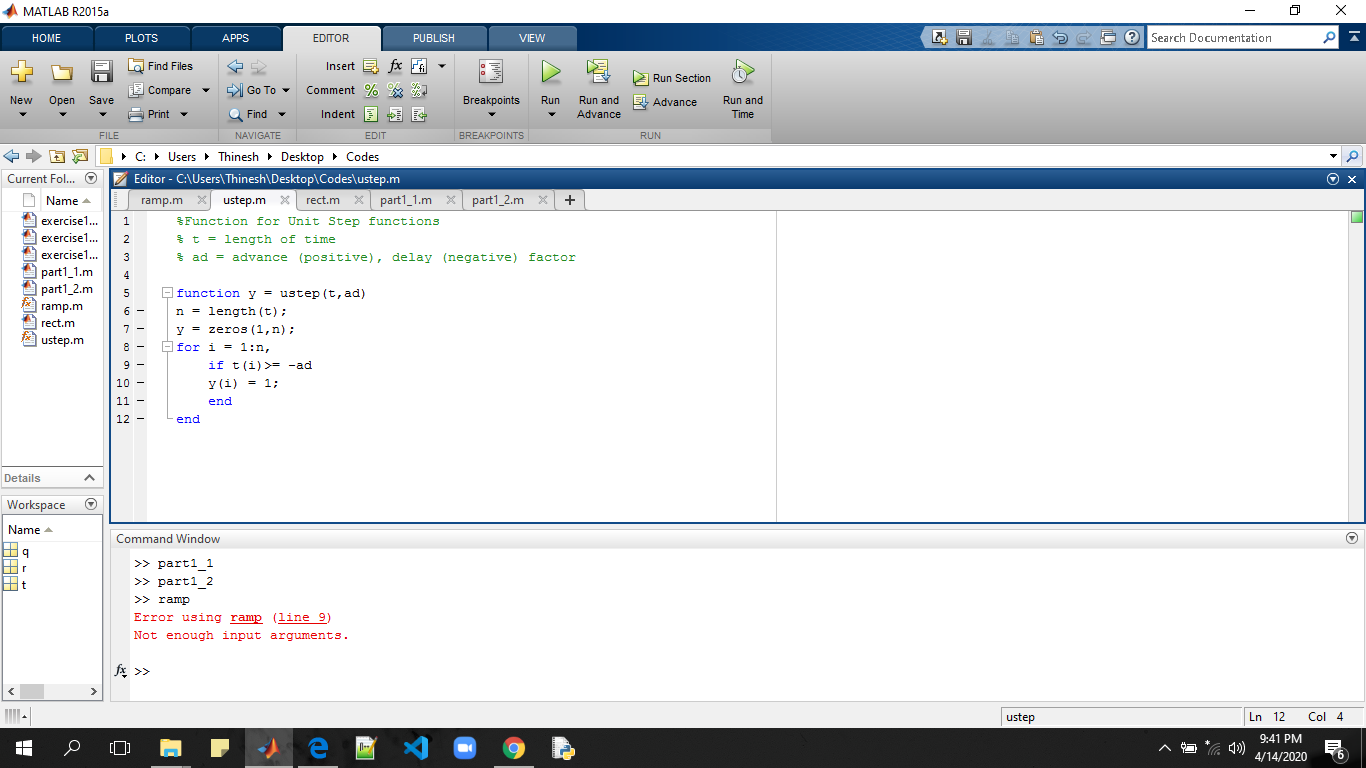 MATLAB R2015a
HOME PLOTS APPS EDITOR PUBLISH VIEW
Search Documentation
New Open Save
Find Files
Compare
Print
Go To
Find
Insert
Comment
Indent
Breakpoints
Run
Run and Advance
Run Section
Advance
Run and Time
FILE NAVIGATE EDIT BREAKPOINTS RUN
C: Users Thinesh Desktop Codes
Current Fol...
Name
exercise1...
exercise1...
exercise1...
part1_1.m
part1_2.m
ramp.m
rect.m
ustep.m
Details
Workspace
Name
q
r
t
Editor - C:\Users\Thinesh\Desktop\Codes\ustep.m
ramp.m ustep.m rect.m part1_1.m part1_2.m
1 %Function for Unit Step functions
2 % t = length of time
3 % ad = advance (positive), delay (negative) factor
4
5 function y = ustep(t,ad)
6 n = length(t);
7 y = zeros(1,n);
8 for i = 1:n,
9 if t(i)>= -ad
10 y(i) = 1;
11 end
12 end
Command Window
>> part1_1
>> part1_2
>> ramp
Error using ramp (line 9)
Not enough input arguments.
fx >>
ustep Ln 12 Col 4
9:41 PM
4/14/2020
6